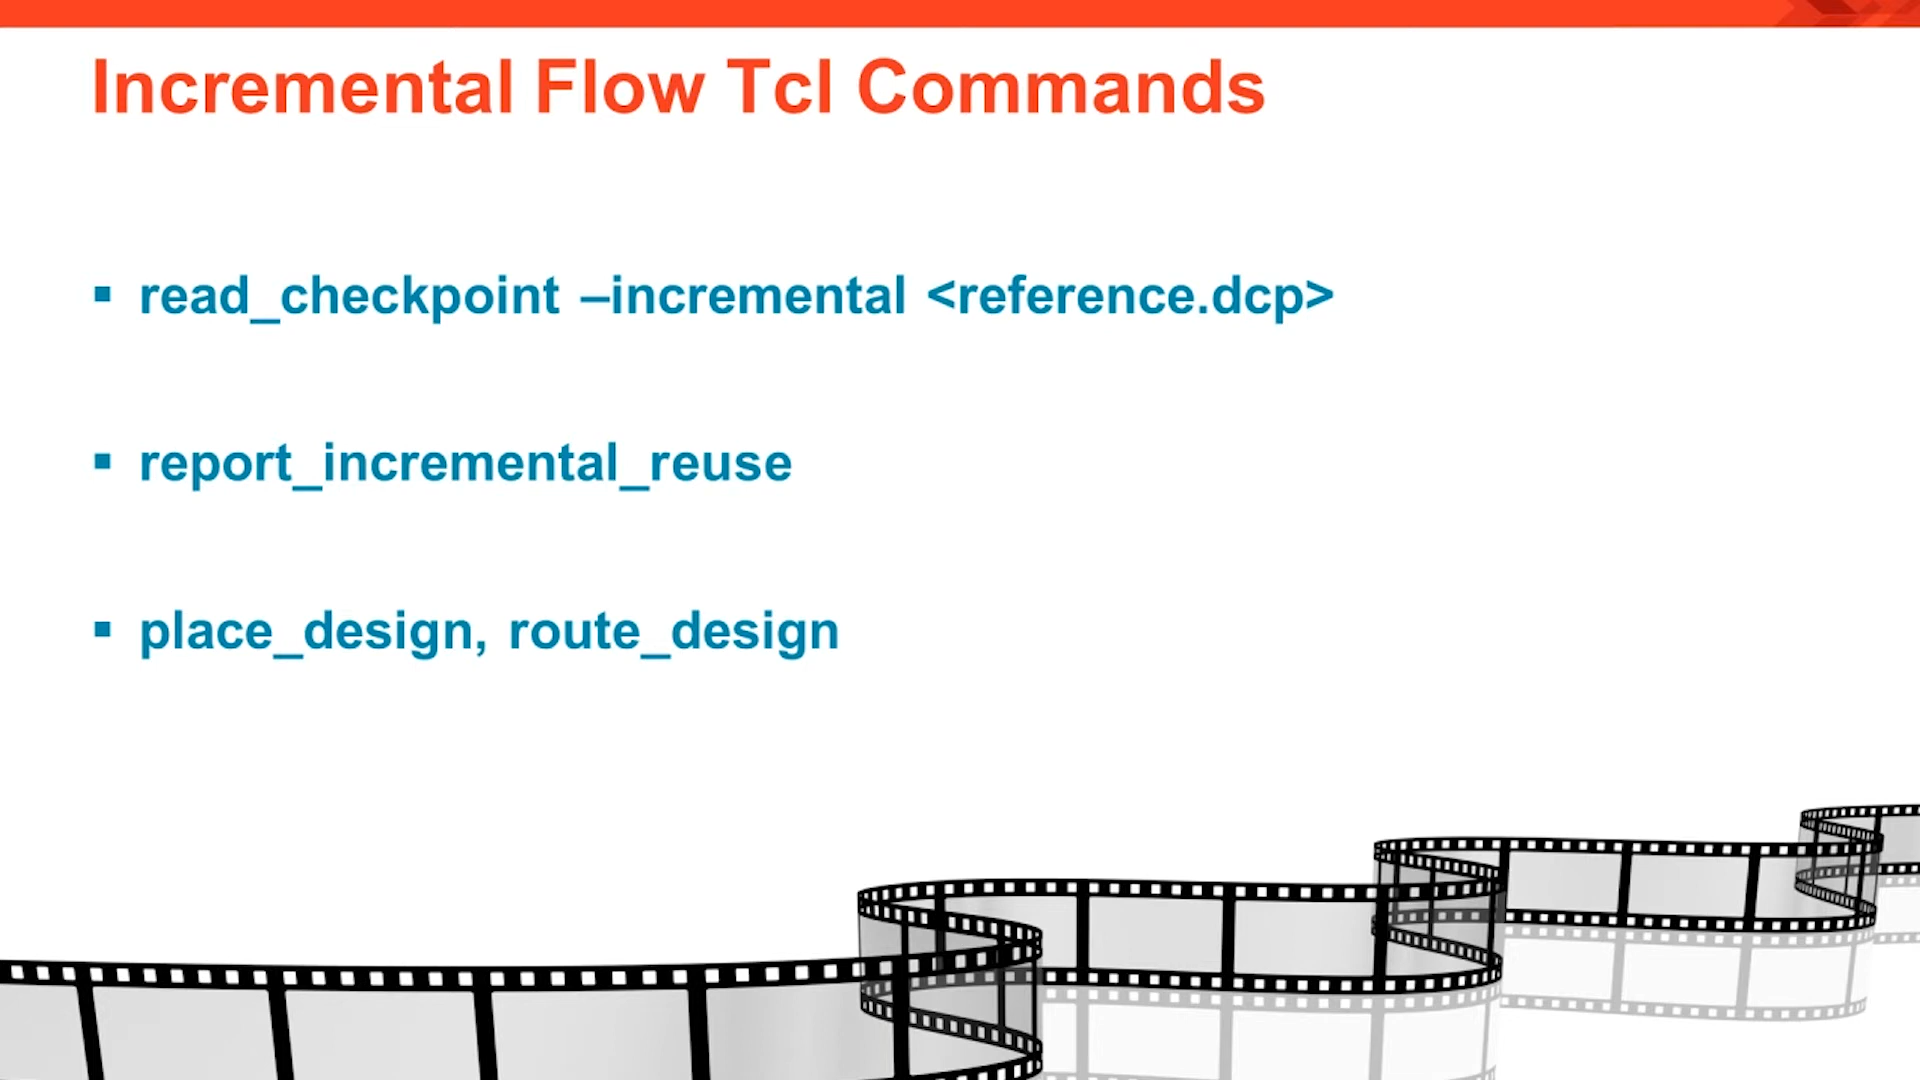 Incremental Flow Tcl Commands
▪ read_checkpoint –incremental <reference.dcp>
▪ report_incremental_reuse
▪ place_design, route_design